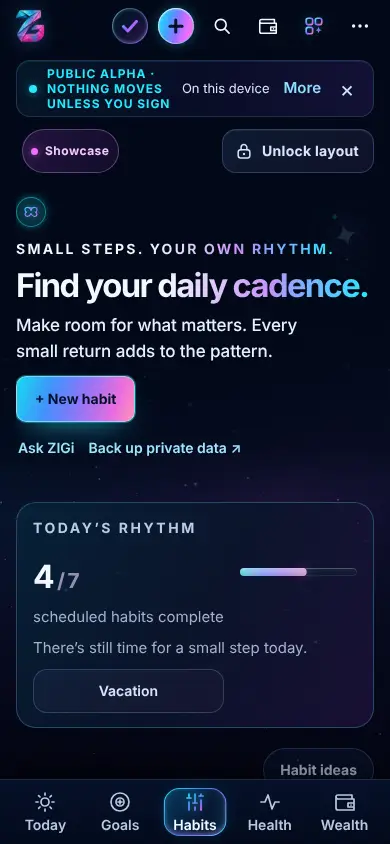 PUBLIC ALPHA ·
NOTHING MOVES
UNLESS YOU SIGN
On this device
More
Showcase
Unlock layout
SMALL STEPS. YOUR OWN RHYTHM.
Find your daily cadence.
Make room for what matters. Every
small return adds to the pattern.
+ New habit
Ask ZIGi
Back up private data ↗
TODAY'S RHYTHM
4/7
scheduled habits complete
There's still time for a small step today.
Vacation
Habit ideas
Today
Goals
Habits
Health
Wealth